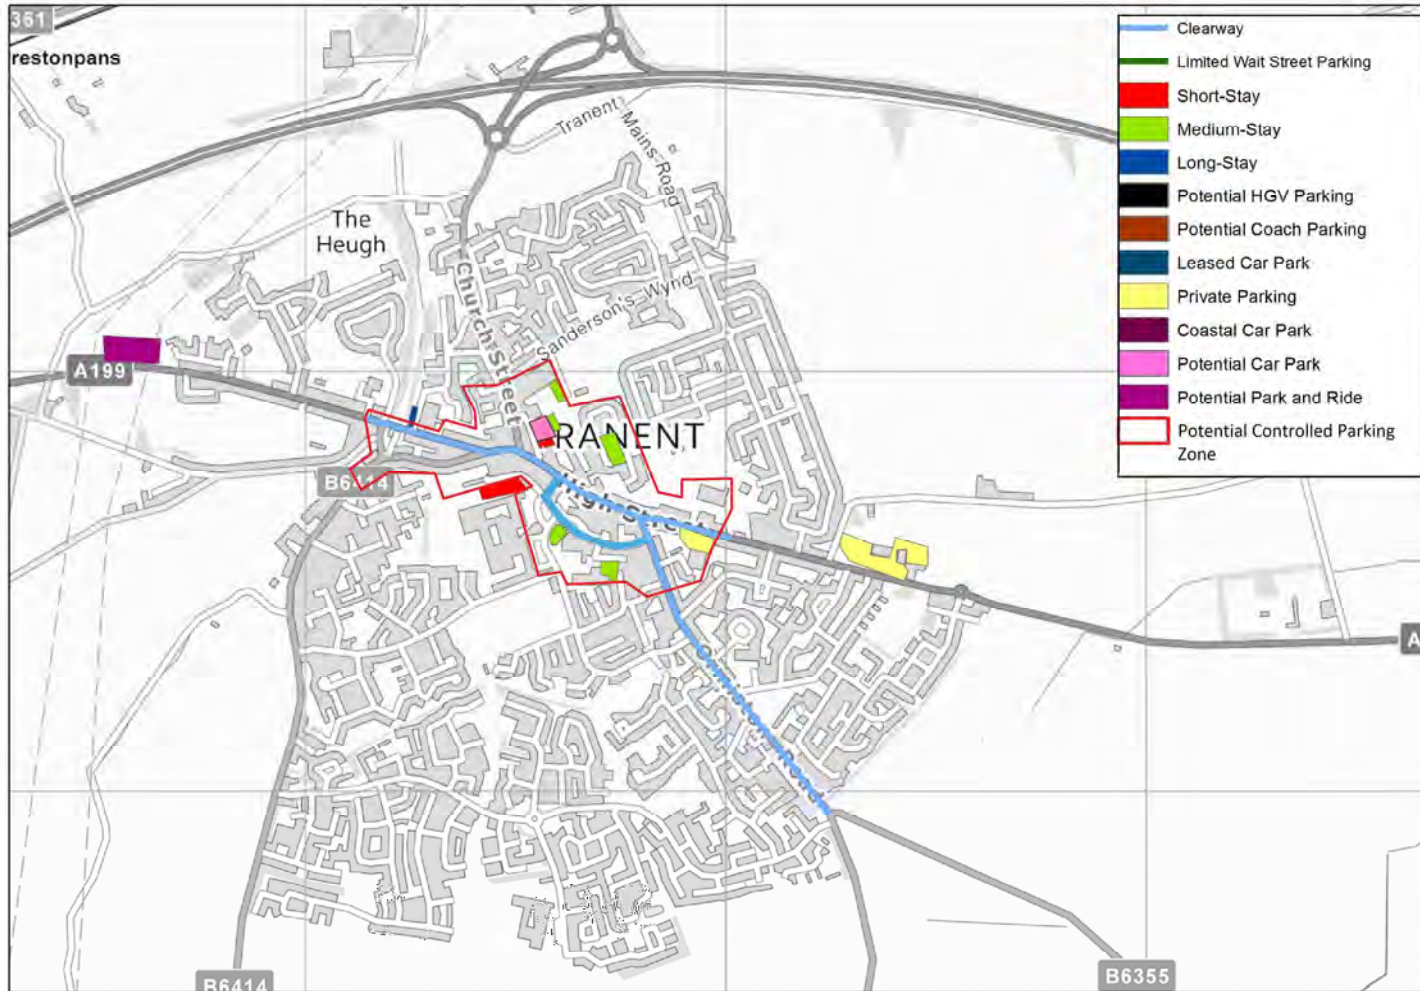 361
restonpans
Clearway
Limited Wait Street Parking
Short-Stay
Medium-Stay
Long-Stay
Potential HGV Parking
Potential Coach Parking
Leased Car Park
Private Parking
Coastal Car Park
Potential Car Park
Potential Park and Ride
Potential Controlled Parking
Zone
Tranent
Mains Road
The
Heugh
Church Street
Sanderson's Wynd
A199
RANENT
B6414
High Street
A
B6414
B6355